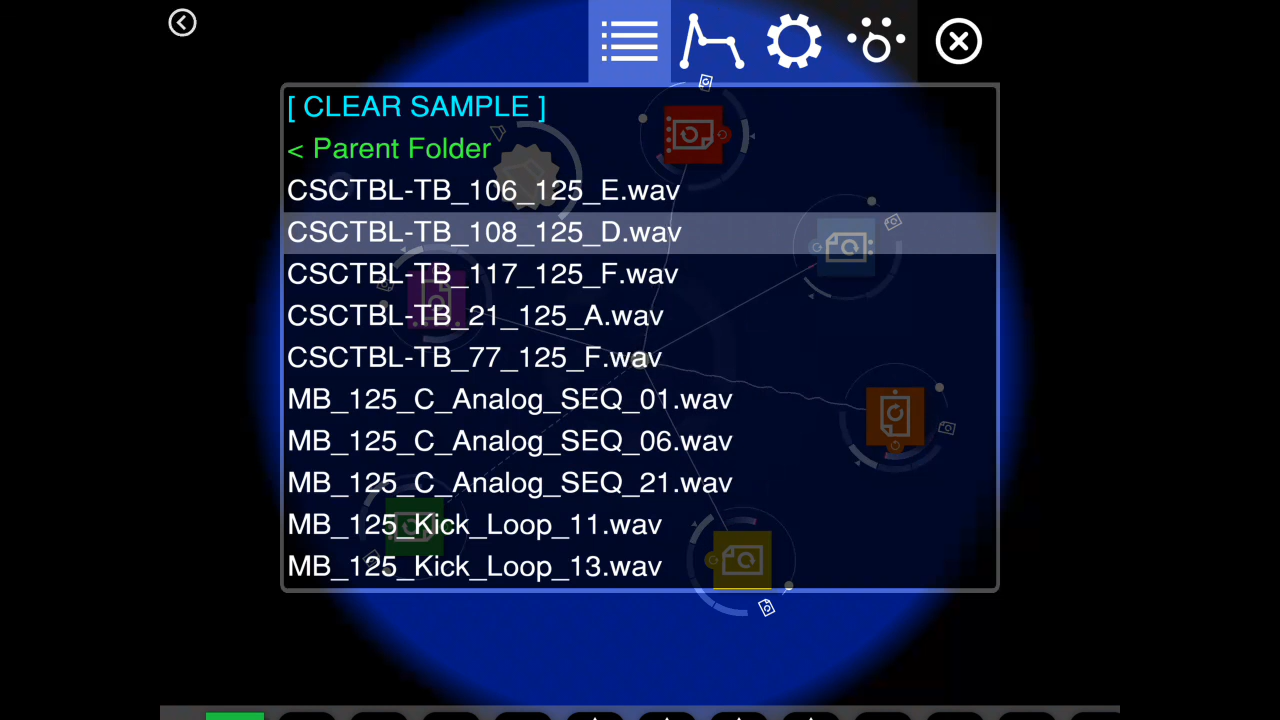 [ CLEAR SAMPLE ]
< Parent Folder
CSCTBL-TB_106_125_E.wav
CSCTBL-TB_108_125_D.wav
CSCTBL-TB_117_125_F.wav
CSCTBL-TB_21_125_A.wav
CSCTBL-TB_77_125_F.wav
MB_125_C_Analog_SEQ_01.wav
MB_125_C_Analog_SEQ_06.wav
MB_125_C_Analog_SEQ_21.wav
MB_125_Kick_Loop_11.wav
MB_125_Kick_Loop_13.wav